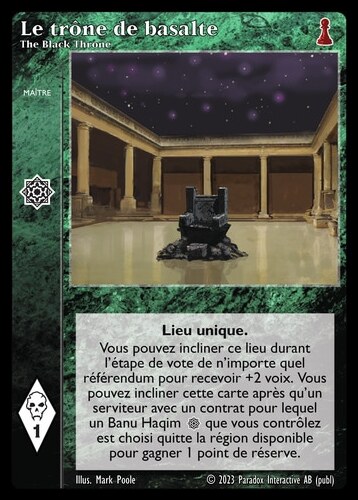 Le trône de basalte
The Black Throne
MAÎTRE
Lieu unique.
Vous pouvez incliner ce lieu durant
l'étape de vote de n'importe quel
référendum pour recevoir +2 voix. Vous
pouvez incliner cette carte après qu'un
serviteur avec un contrat pour lequel
un Banu Haqim que vous contrôlez
est choisi quitte la région disponible
pour gagner 1 point de réserve.
1
Illus. Mark Poole
© 2023 Paradox Interactive AB (publ)